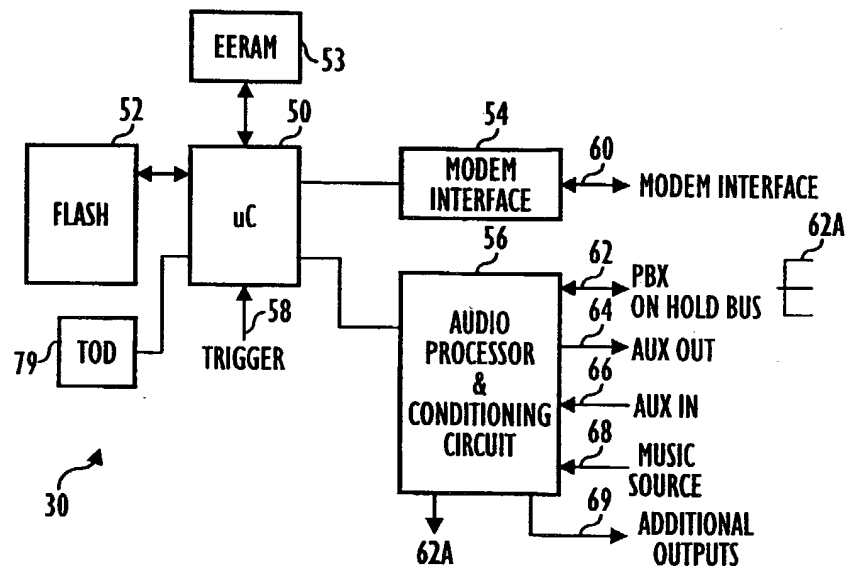 EERAM
53
52
50
54
FLASH
uC
MODEM
INTERFACE
60
MODEM INTERFACE
62A
56
62
PBX
ON HOLD BUS
58
TRIGGER
AUDIO
PROCESSOR
&
CONDITIONING
CIRCUIT
64
AUX OUT
79
TOD
66
AUX IN
68
MUSIC
SOURCE
30
62A
69
ADDITIONAL
OUTPUTS